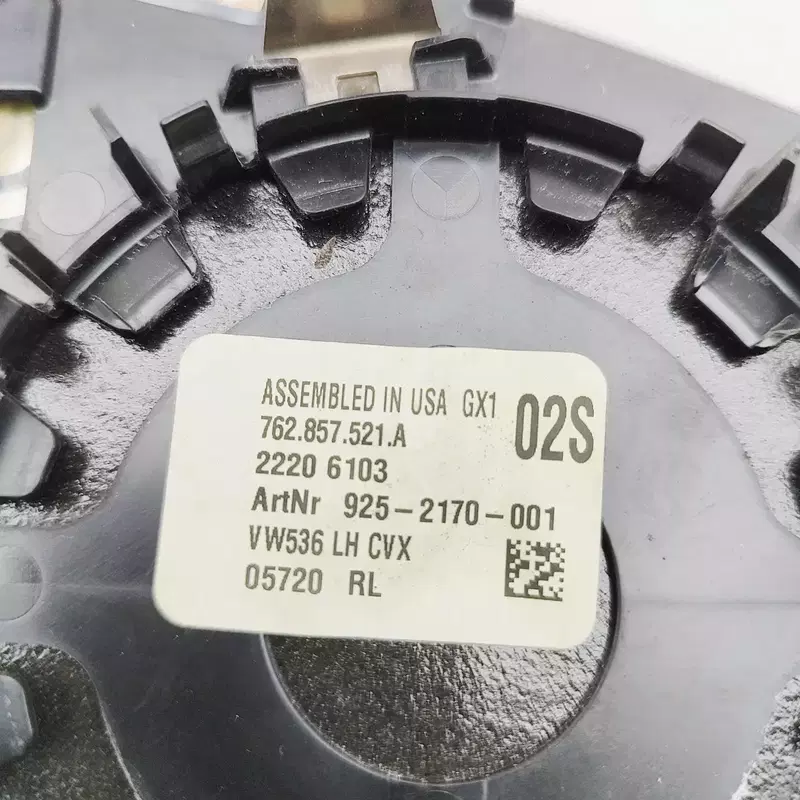 ASSEMBLED IN USA GX1
02S
762.857.521.A
2220 6103
ArtNr 925-2170-001
VW536 LH CVX
05720 RL